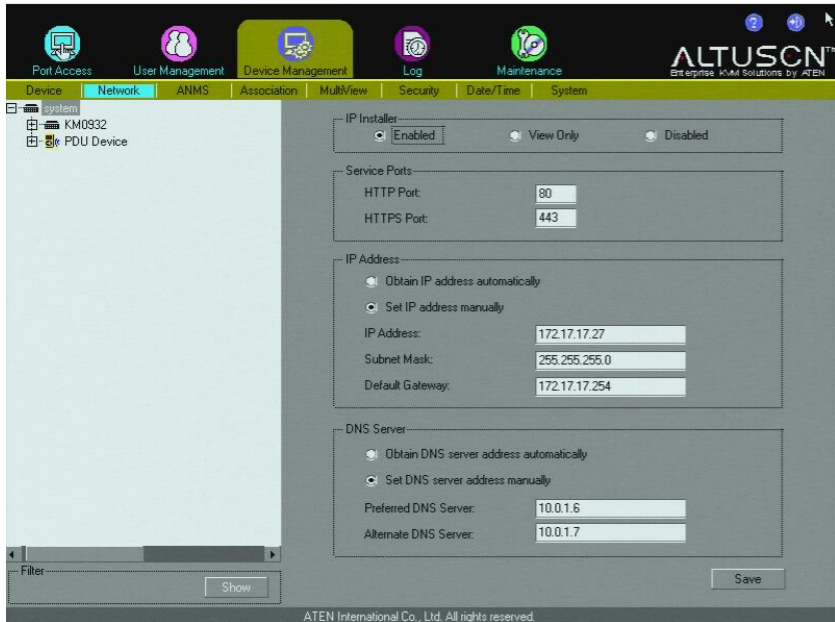 Port Access User Management Device Management Log Maintenance
ALTUSCN™
Enterprise KVM Solutions by ATEN
Device Network ANMS Association MultiView Security Date/Time System
system
KM0932
PDU Device
IP Installer
Enabled View Only Disabled
Service Ports
HTTP Port: 80
HTTPS Port: 443
IP Address
Obtain IP address automatically
Set IP address manually
IP Address: 172.17.17.27
Subnet Mask: 255.255.255.0
Default Gateway: 172.17.17.254
DNS Server
Obtain DNS server address automatically
Set DNS server address manually
Preferred DNS Server: 10.0.1.6
Alternate DNS Server: 10.0.1.7
Filter
Show
Save
ATEN International Co., Ltd. All rights reserved.